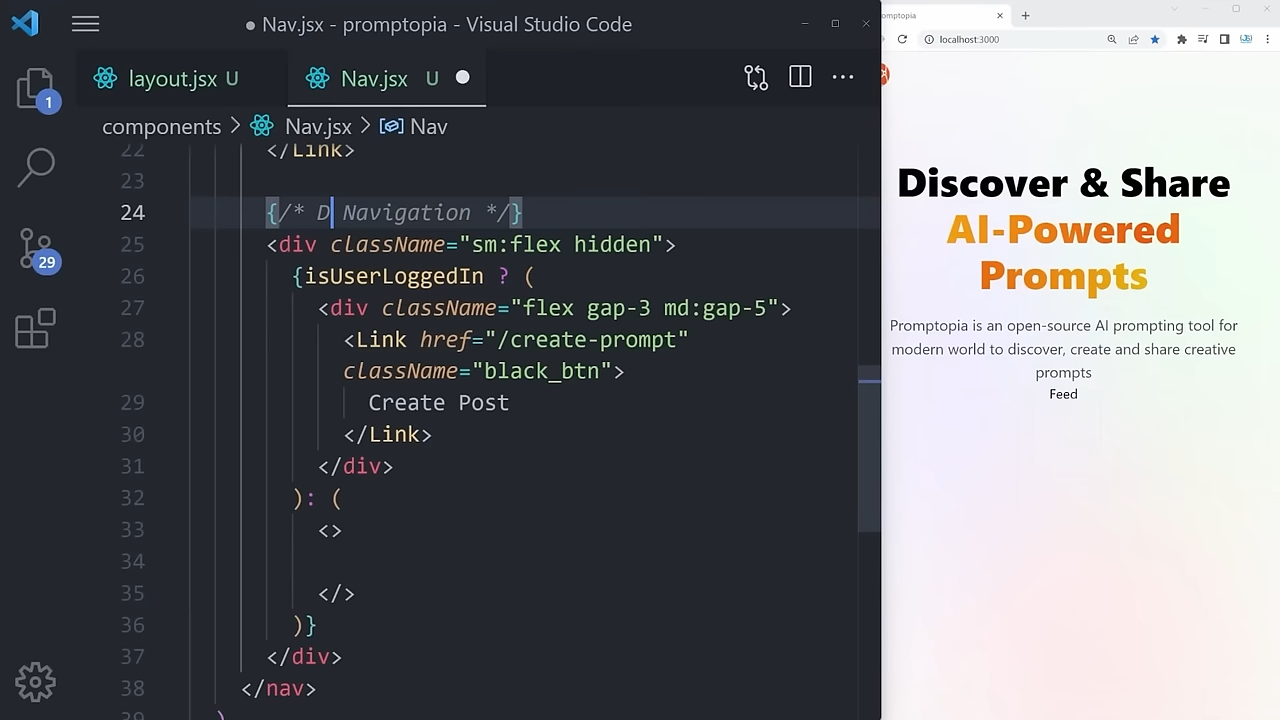 Nav.jsx - promptopia - Visual Studio Code
promptopia
localhost:3000
layout.jsx U
Nav.jsx U
1
29
components > Nav.jsx > Nav
22 </Link>
23
24 {/* D Navigation */}
25 <div className="sm:flex hidden">
26 {isUserLoggedIn ? (
27 <div className="flex gap-3 md:gap-5">
28 <Link href="/create-prompt"
className="black_btn">
29 Create Post
30 </Link>
31 </div>
32 ): (
33 <>
34
35 </>
36 )}
37 </div>
38 </nav>
39 )
Discover & Share
AI-Powered
Prompts
Promptopia is an open-source AI prompting tool for
modern world to discover, create and share creative
prompts
Feed